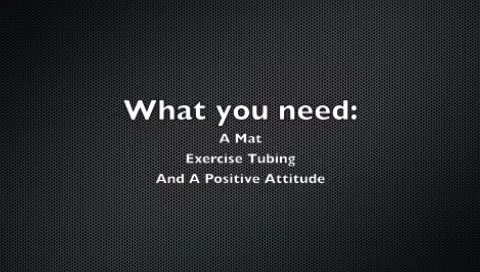 What you need:
A Mat
Exercise Tubing
And A Positive Attitude